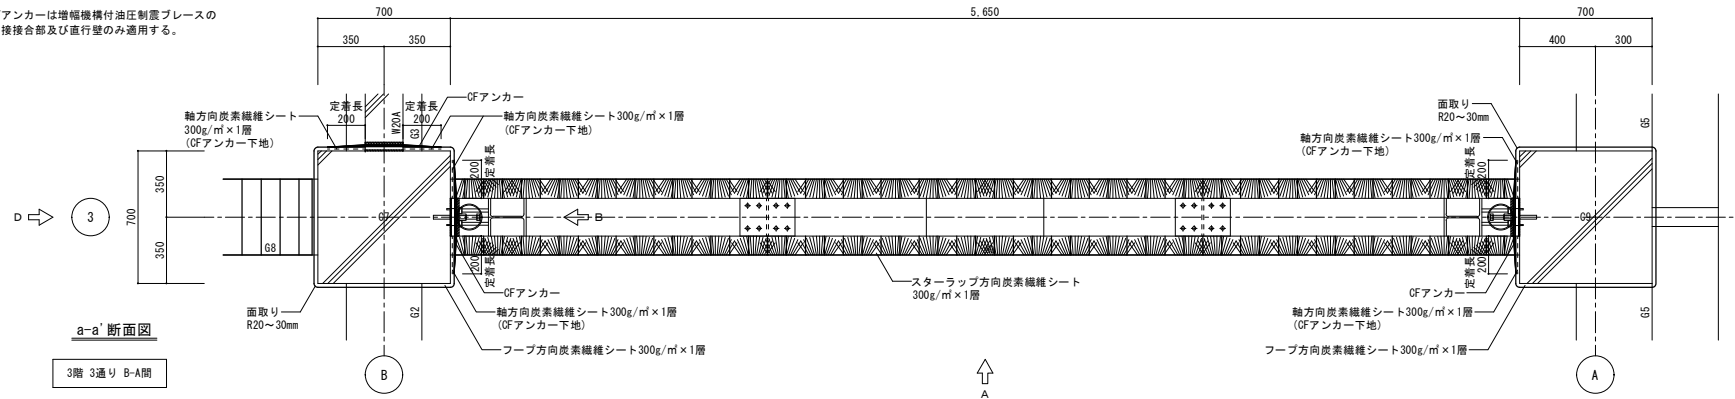 アンカーは増幅機構付油圧制震ブレースの
接接合部及び直行壁のみ適用する。
700
5,650
700
350
350
400
300
定着長
200
定着長
200
CFアンカー
W20A
G3
軸方向炭素繊維シート
300g/㎡×1層
(CFアンカー下地)
軸方向炭素繊維シート300g/㎡×1層
(CFアンカー下地)
面取り
R20～30mm
軸方向炭素繊維シート300g/㎡×1層
(CFアンカー下地)
G5
200
定着長
定着長
200
350
700
350
D
3
G7
G8
B
G9
200
定着長
定着長
200
スターラップ方向炭素繊維シート
300g/㎡×1層
CFアンカー
CFアンカー
面取り
R20～30mm
G2
軸方向炭素繊維シート300g/㎡×1層
(CFアンカー下地)
軸方向炭素繊維シート300g/㎡×1層
(CFアンカー下地)
G5
フープ方向炭素繊維シート300g/㎡×1層
フープ方向炭素繊維シート300g/㎡×1層
a-a'断面図
3階 3通り B-A間
B
A
A